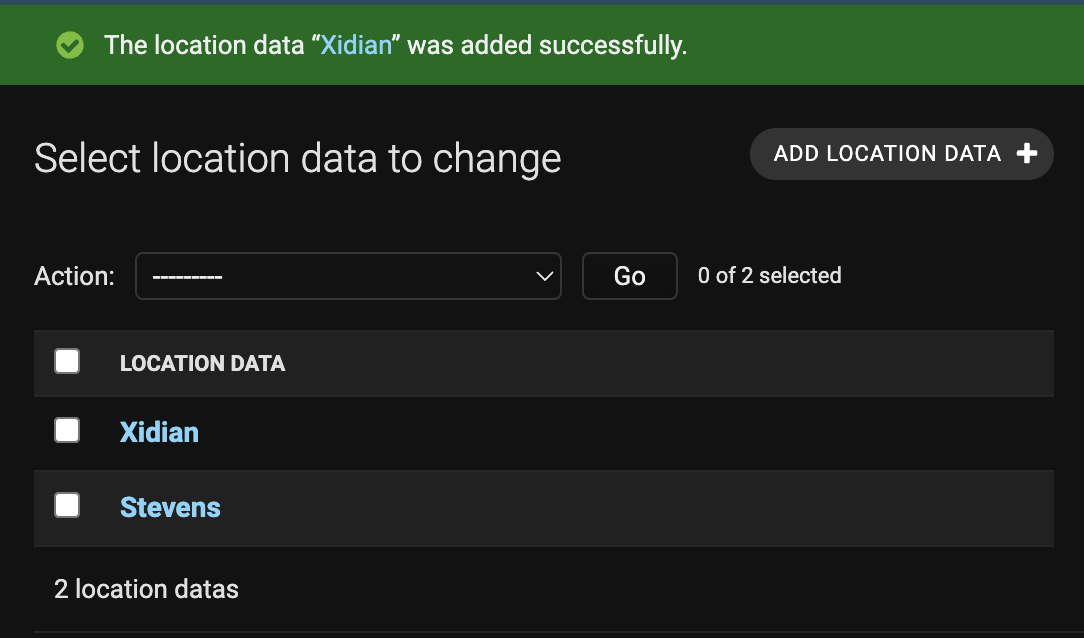 The location data “Xidian” was added successfully.
Select location data to change
ADD LOCATION DATA +
Action: --------- Go 0 of 2 selected
LOCATION DATA
Xidian
Stevens
2 location datas